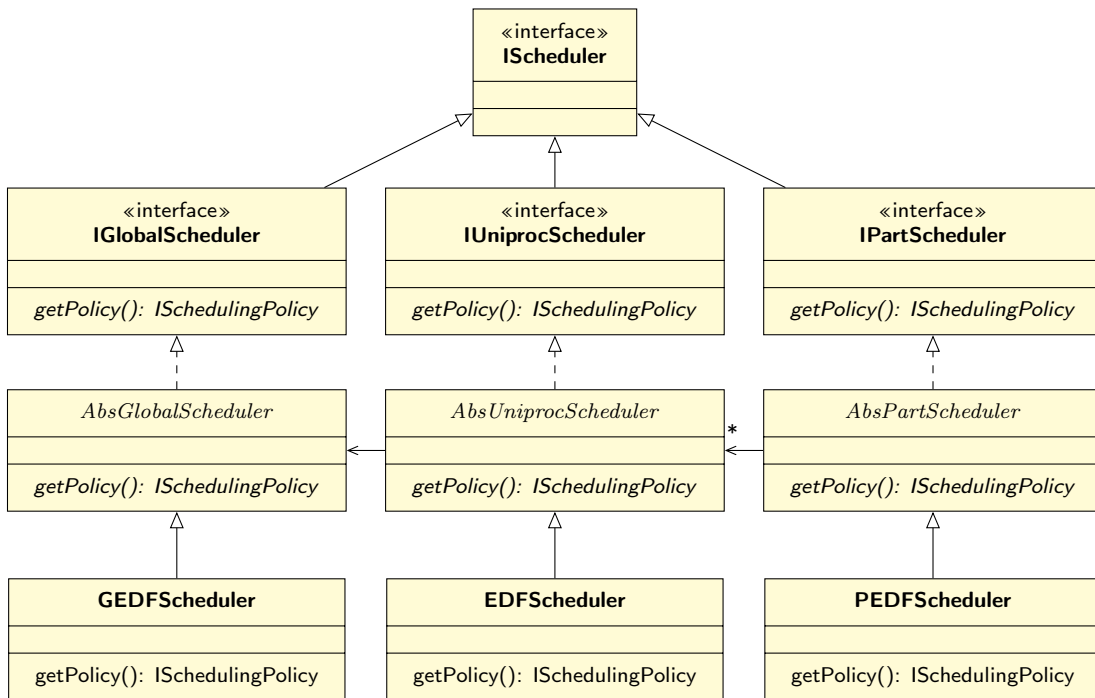 «interface»
IScheduler
«interface»
IGlobalScheduler
«interface»
IUniprocScheduler
«interface»
IPartScheduler
getPolicy(): ISchedulingPolicy
getPolicy(): ISchedulingPolicy
getPolicy(): ISchedulingPolicy
AbsGlobalScheduler
AbsUniprocScheduler
AbsPartScheduler
*
getPolicy(): ISchedulingPolicy
getPolicy(): ISchedulingPolicy
getPolicy(): ISchedulingPolicy
GEDFScheduler
EDFScheduler
PEDFScheduler
getPolicy(): ISchedulingPolicy
getPolicy(): ISchedulingPolicy
getPolicy(): ISchedulingPolicy